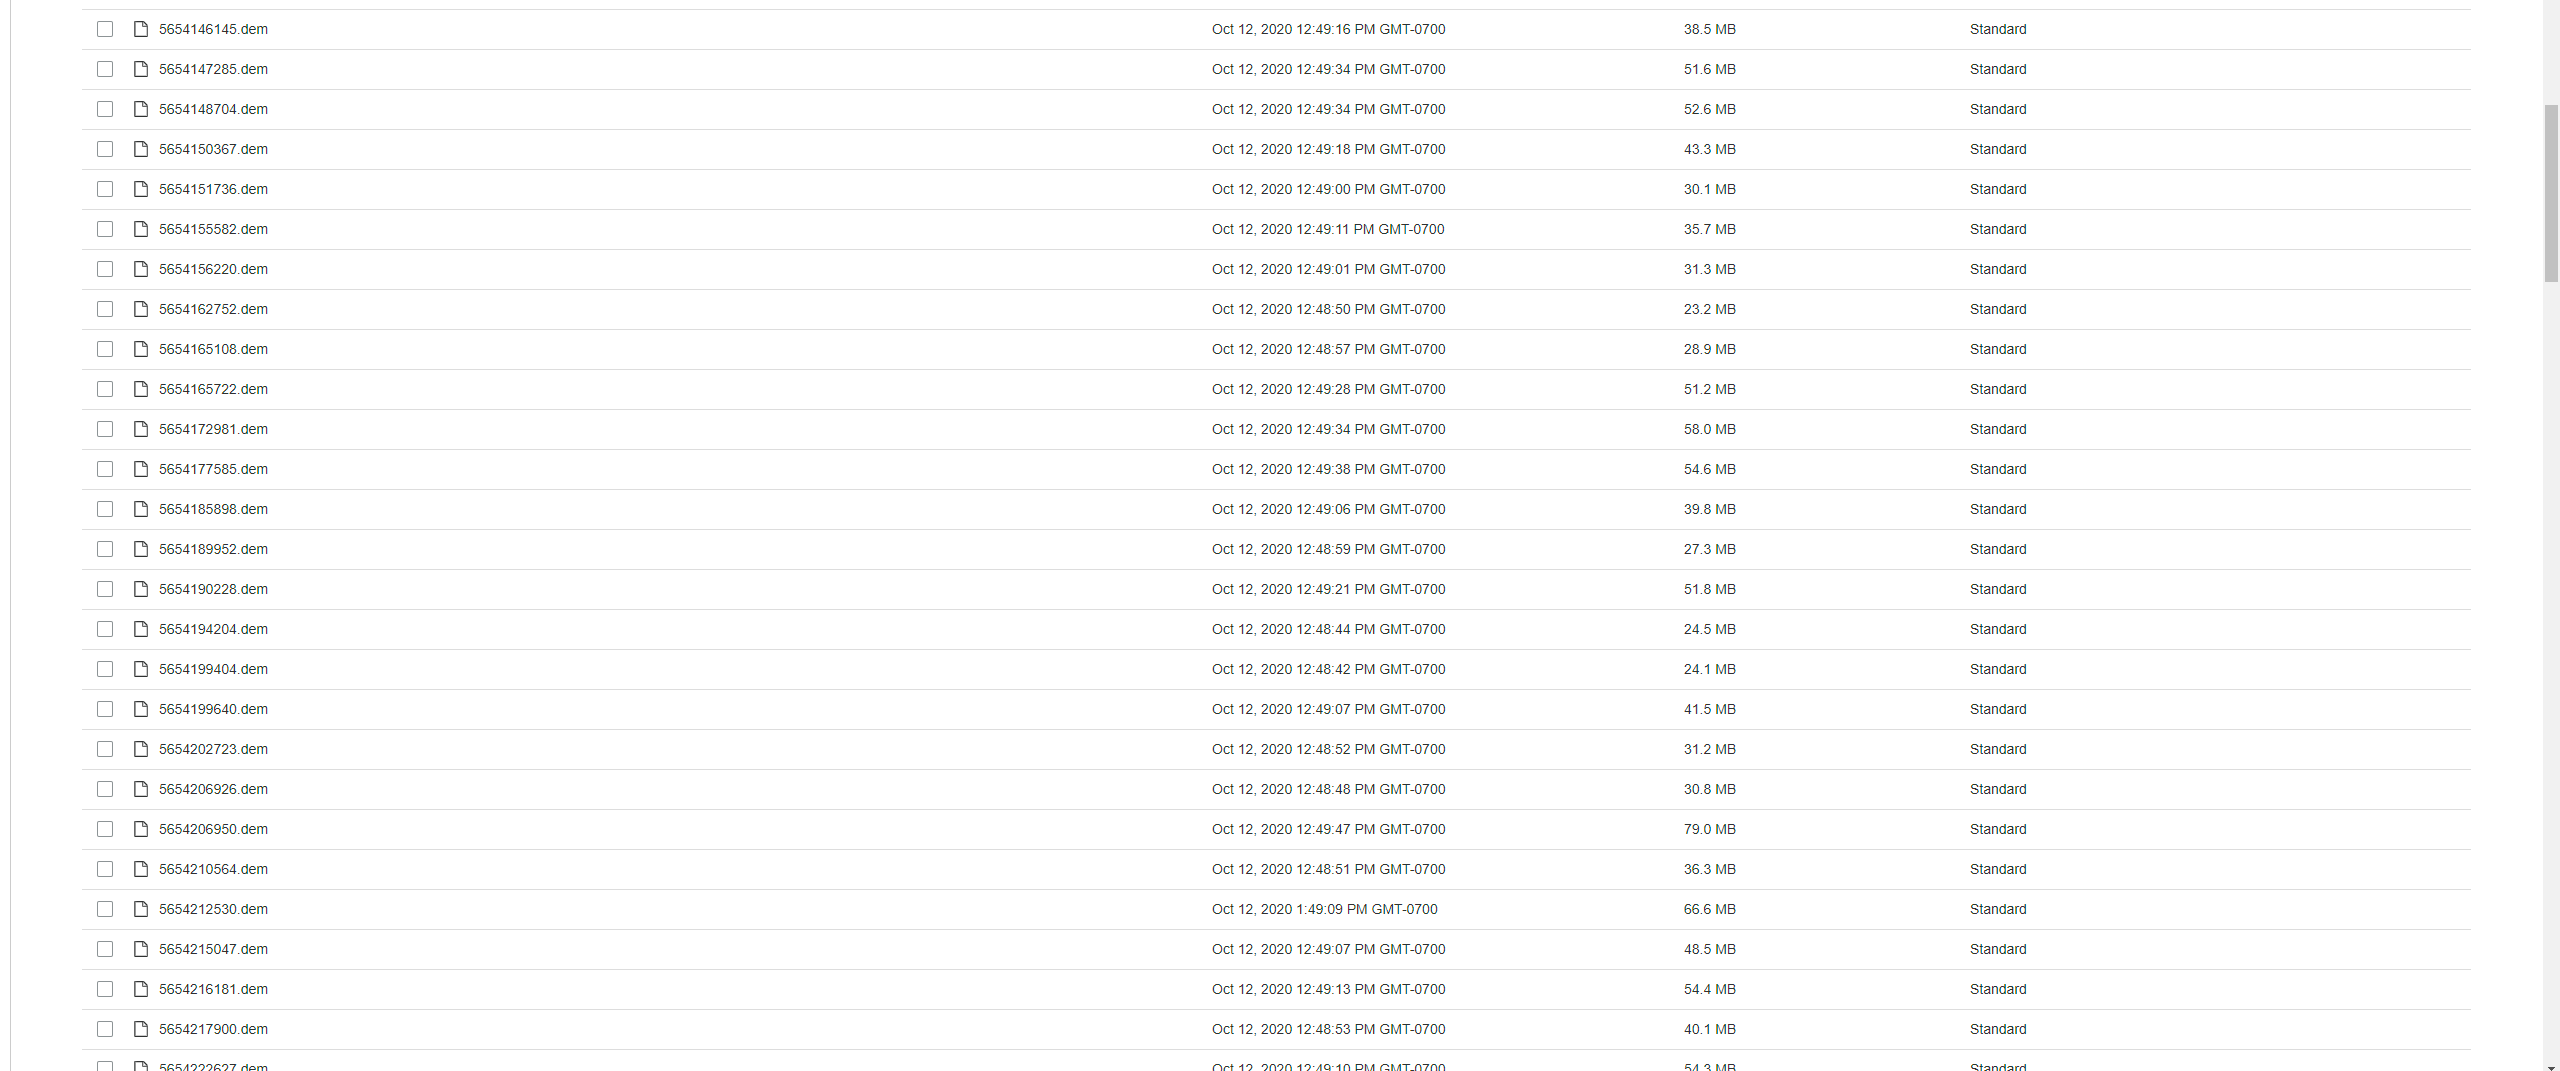 5654146145.dem Oct 12, 2020 12:49:16 PM GMT-0700 38.5 MB Standard
5654147285.dem Oct 12, 2020 12:49:34 PM GMT-0700 51.6 MB Standard
5654148704.dem Oct 12, 2020 12:49:34 PM GMT-0700 52.6 MB Standard
5654150367.dem Oct 12, 2020 12:49:18 PM GMT-0700 43.3 MB Standard
5654151736.dem Oct 12, 2020 12:49:00 PM GMT-0700 30.1 MB Standard
5654155582.dem Oct 12, 2020 12:49:11 PM GMT-0700 35.7 MB Standard
5654156220.dem Oct 12, 2020 12:49:01 PM GMT-0700 31.3 MB Standard
5654162752.dem Oct 12, 2020 12:48:50 PM GMT-0700 23.2 MB Standard
5654165108.dem Oct 12, 2020 12:48:57 PM GMT-0700 28.9 MB Standard
5654165722.dem Oct 12, 2020 12:49:28 PM GMT-0700 51.2 MB Standard
5654172981.dem Oct 12, 2020 12:49:34 PM GMT-0700 58.0 MB Standard
5654177585.dem Oct 12, 2020 12:49:38 PM GMT-0700 54.6 MB Standard
5654185898.dem Oct 12, 2020 12:49:06 PM GMT-0700 39.8 MB Standard
5654189952.dem Oct 12, 2020 12:48:59 PM GMT-0700 27.3 MB Standard
5654190228.dem Oct 12, 2020 12:49:21 PM GMT-0700 51.8 MB Standard
5654194204.dem Oct 12, 2020 12:48:44 PM GMT-0700 24.5 MB Standard
5654199404.dem Oct 12, 2020 12:48:42 PM GMT-0700 24.1 MB Standard
5654199640.dem Oct 12, 2020 12:49:07 PM GMT-0700 41.5 MB Standard
5654202723.dem Oct 12, 2020 12:48:52 PM GMT-0700 31.2 MB Standard
5654206926.dem Oct 12, 2020 12:48:48 PM GMT-0700 30.8 MB Standard
5654206950.dem Oct 12, 2020 12:49:47 PM GMT-0700 79.0 MB Standard
5654210564.dem Oct 12, 2020 12:48:51 PM GMT-0700 36.3 MB Standard
5654212530.dem Oct 12, 2020 1:49:09 PM GMT-0700 66.6 MB Standard
5654215047.dem Oct 12, 2020 12:49:07 PM GMT-0700 48.5 MB Standard
5654216181.dem Oct 12, 2020 12:49:13 PM GMT-0700 54.4 MB Standard
5654217900.dem Oct 12, 2020 12:48:53 PM GMT-0700 40.1 MB Standard
5654222627.dem Oct 12, 2020 12:49:10 PM GMT-0700 54.3 MB Standard